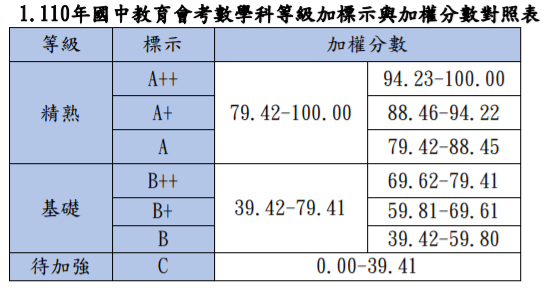 1.110年國中教育會考數學科等級加標示與加權分數對照表
等級 標示 加權分數
精熟 A++ 79.42-100.00 94.23-100.00
A+ 88.46-94.22
A 79.42-88.45
基礎 B++ 39.42-79.41 69.62-79.41
B+ 59.81-69.61
B 39.42-59.80
待加強 C 0.00-39.41